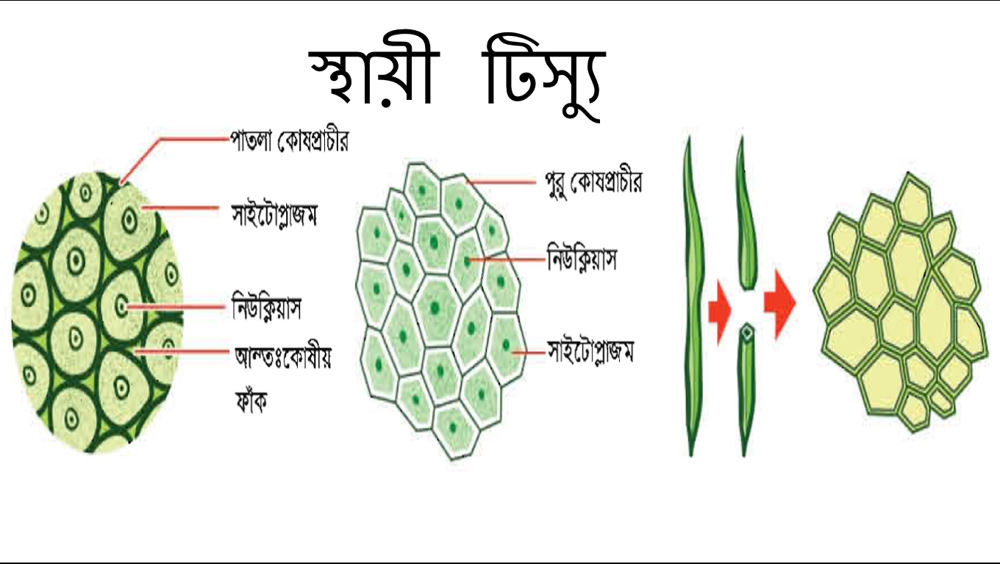 স্থায়ী টিস্যু
পাতলা কোষপ্রাচীর
সাইটোপ্লাজম
নিউক্লিয়াস
আন্তঃকোষীয়
ফাঁক
পুরু কোষপ্রাচীর
নিউক্লিয়াস
সাইটোপ্লাজম